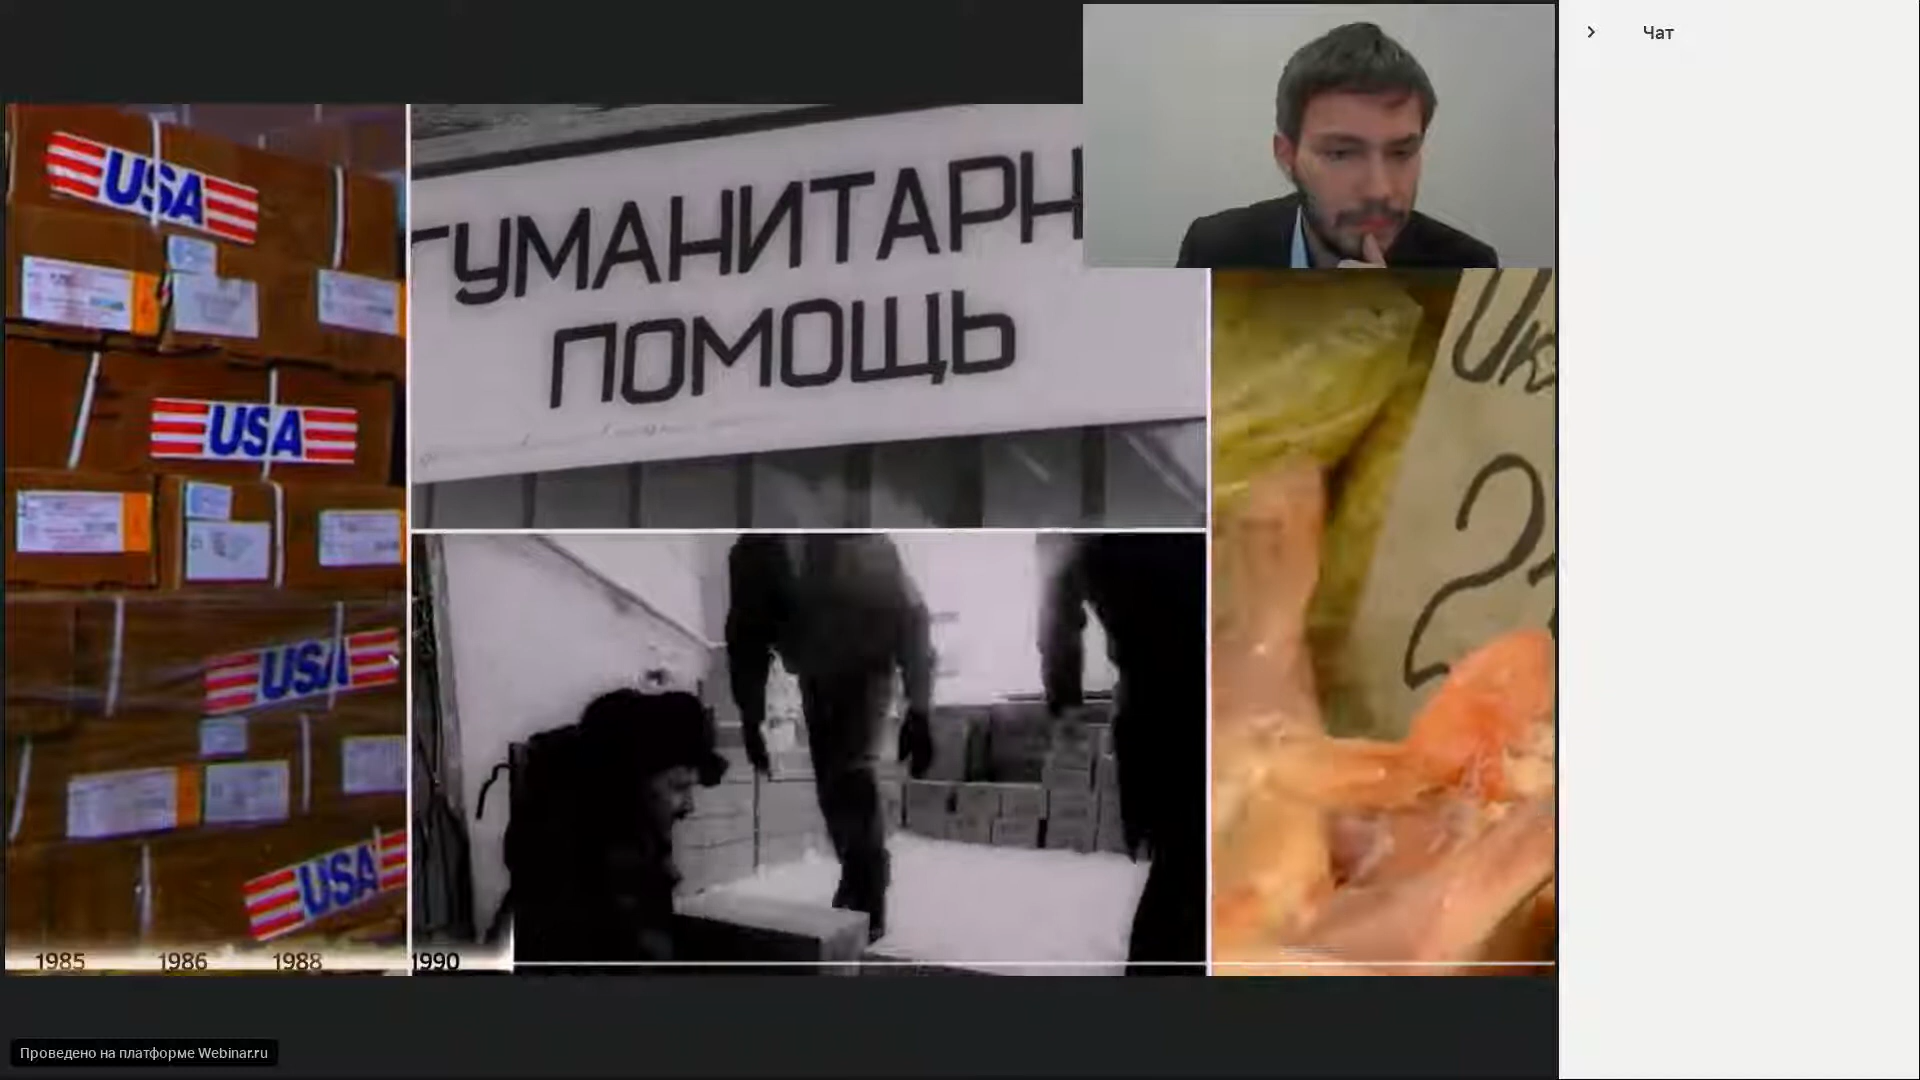 Чат
USA
ГУМАНИТАРН
ПОМОЩЬ
USA
USA
USA
1985 1986 1988 1990
Проведено на платформе Webinar.ru